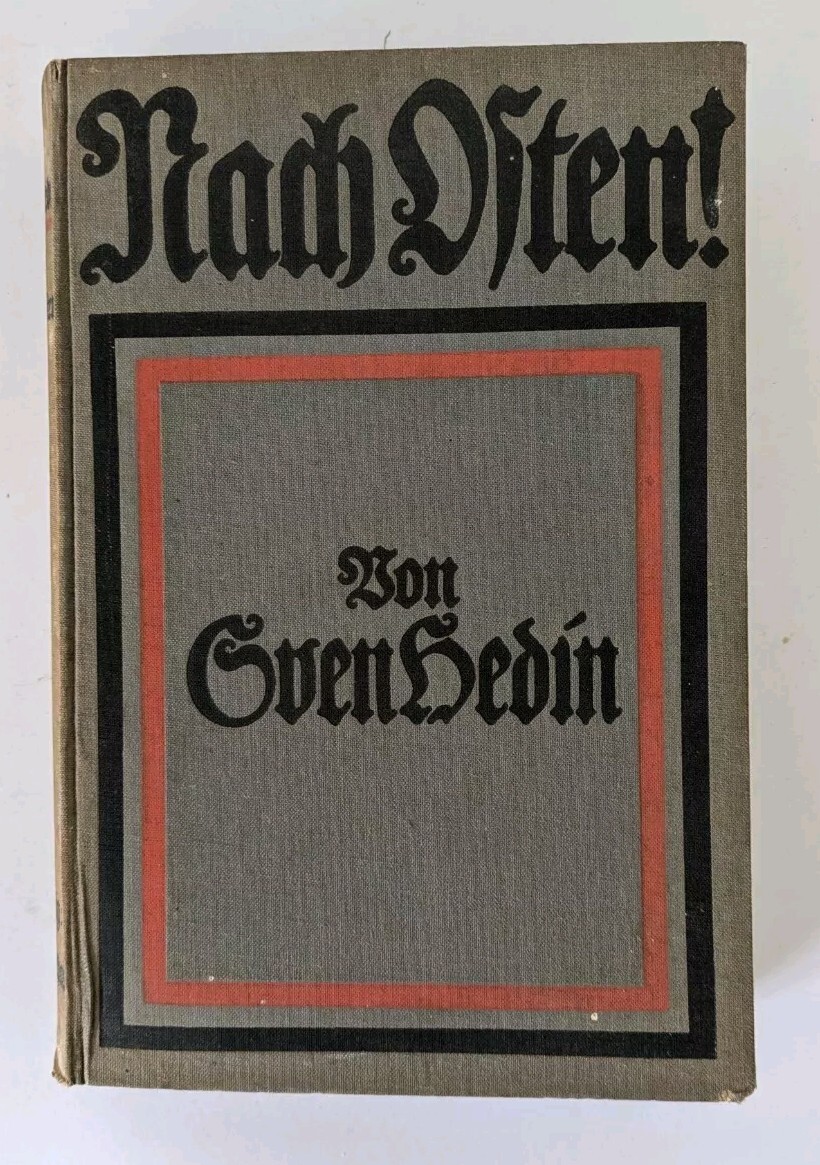 Nach Oſten!
Von
Sven Hedin